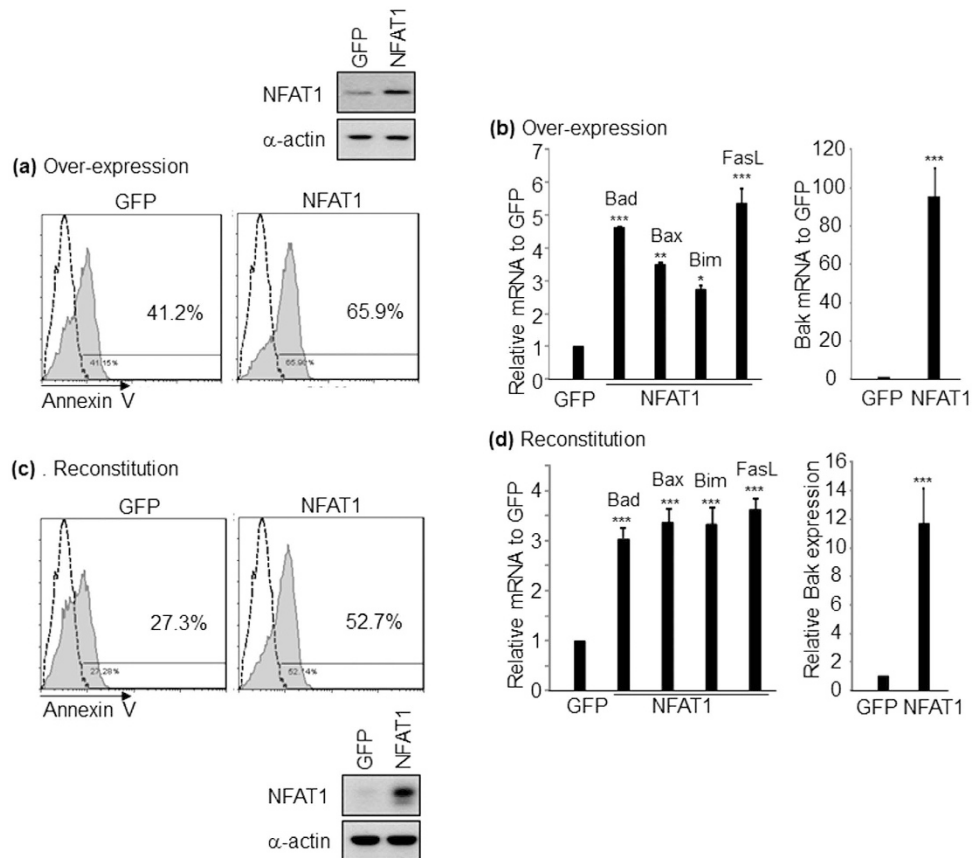 GFP
NFAT1
NFAT1
α-actin
(a) Over-expression
GFP
NFAT1
41.2%
65.9%
41.15%
Annexin V
(b) Over-expression
Relative mRNA to GFP
7
6
5
4
3
2
1
0
Bad
***
Bax
**
Bim
*
FasL
***
GFP
NFAT1
Bak mRNA to GFP
120
100
80
60
40
20
0
***
GFP NFAT1
(c) . Reconstitution
GFP
NFAT1
27.3%
52.7%
27.28%
Annexin V
(d) Reconstitution
Relative mRNA to GFP
4
3
2
1
0
Bad
***
Bax
***
Bim
***
FasL
***
GFP
NFAT1
Relative Bak expression
16
14
12
10
8
6
4
2
0
***
GFP NFAT1
GFP
NFAT1
NFAT1
α-actin